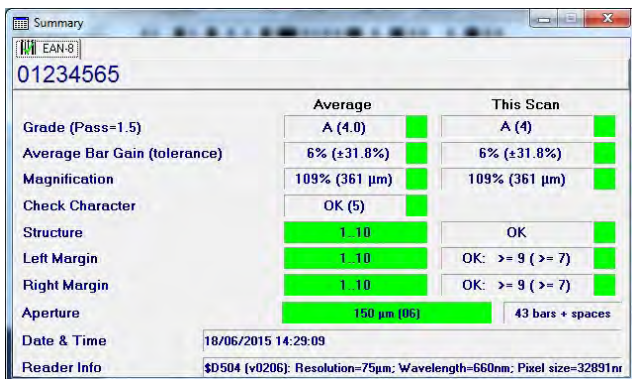 Summary
EAN-8
01234565
Average This Scan
Grade (Pass=1.5) A (4.0) A (4)
Average Bar Gain (tolerance) 6% (±31.8%) 6% (±31.8%)
Magnification 109% (361 µm) 109% (361 µm)
Check Character OK (5)
Structure 1..10 OK
Left Margin 1..10 OK: >= 9 ( >= 7)
Right Margin 1..10 OK: >= 9 ( >= 7)
Aperture 150 µm (06) 43 bars + spaces
Date & Time 18/06/2015 14:29:09
Reader Info $D504 (v0206): Resolution=75µm; Wavelength=660nm; Pixel size=32891nr